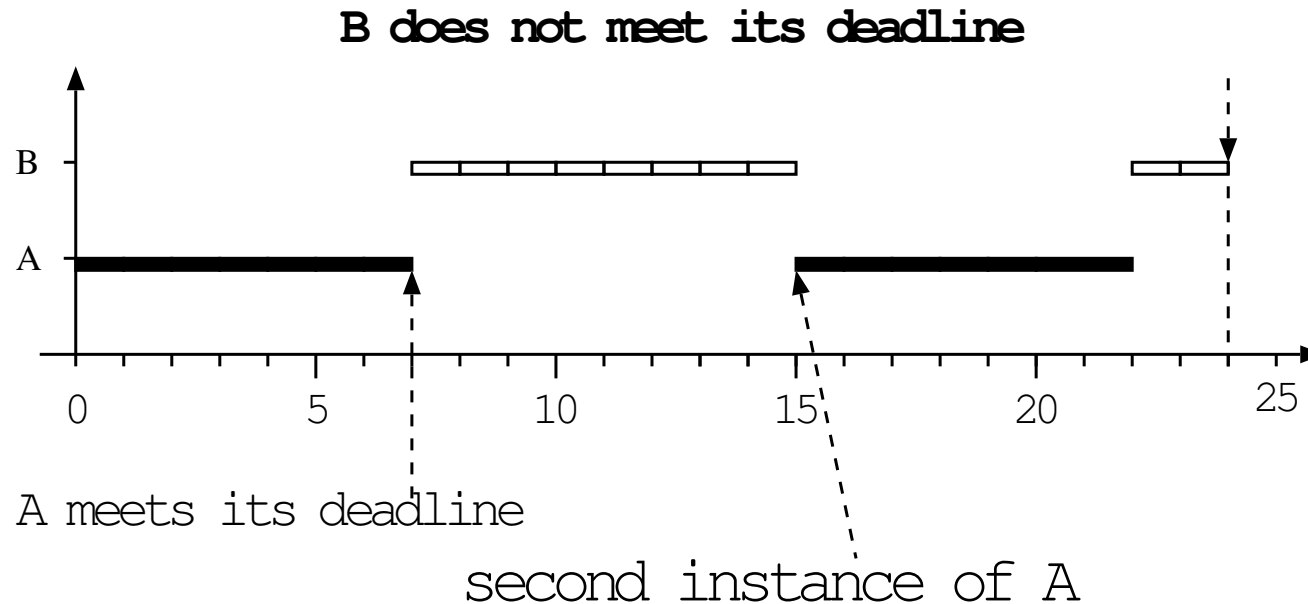 B does not meet its deadline
B
A
0 5 10 15 20 25
A meets its deadline
second instance of A